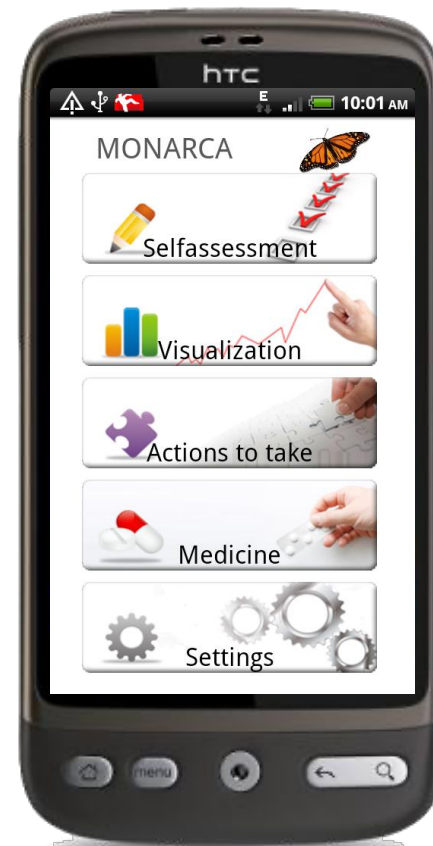 hTC
E
10:01 AM
MONARCA
Selfassessment
Visualization
Actions to take
Medicine
Settings
menu